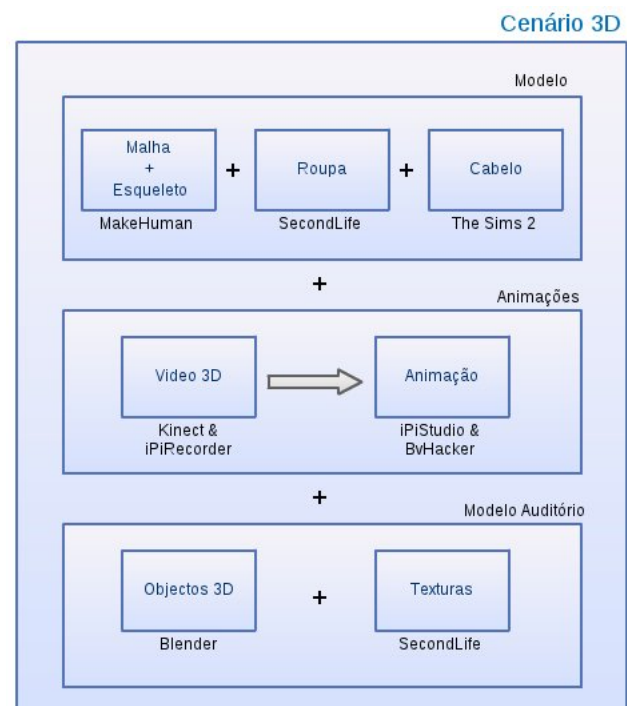 Cenário 3D
Modelo
Malha
+
Esqueleto
+
Roupa
+
Cabelo
MakeHuman
SecondLife
The Sims 2
+
Animações
Video 3D
Animação
Kinect &
iPiRecorder
iPiStudio &
BvHacker
+
Modelo Auditório
Objectos 3D
+
Texturas
Blender
SecondLife